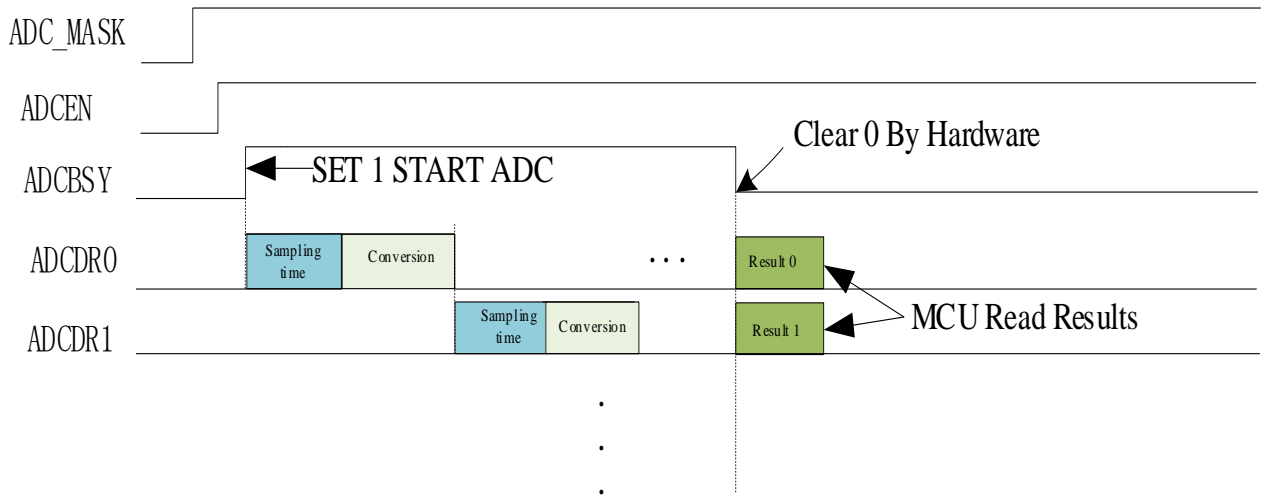 ADC_MASK
ADCEN
Clear 0 By Hardware
ADCBSY
SET 1 START ADC
ADCDR0
Sampling
time
Conversion
...
Result 0
MCU Read Results
ADCDR1
Sampling
time
Conversion
Result 1
.
.
.